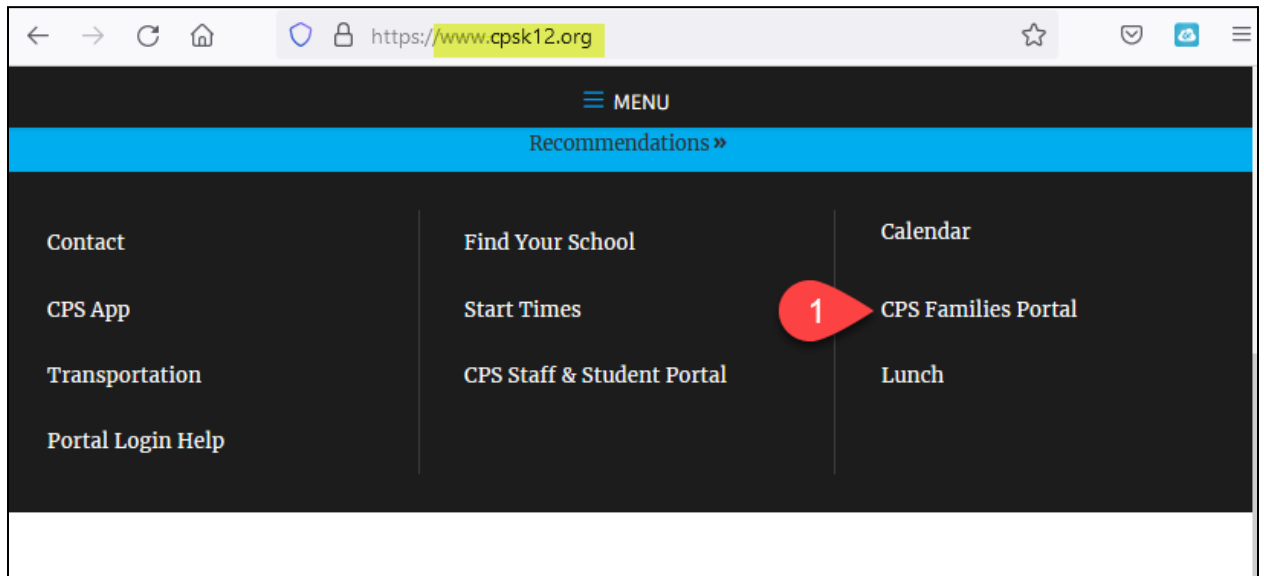 https://www.cpsk12.org
MENU
Recommendations »
Contact
CPS App
Transportation
Portal Login Help
Find Your School
Start Times
CPS Staff & Student Portal
Calendar
1
CPS Families Portal
Lunch